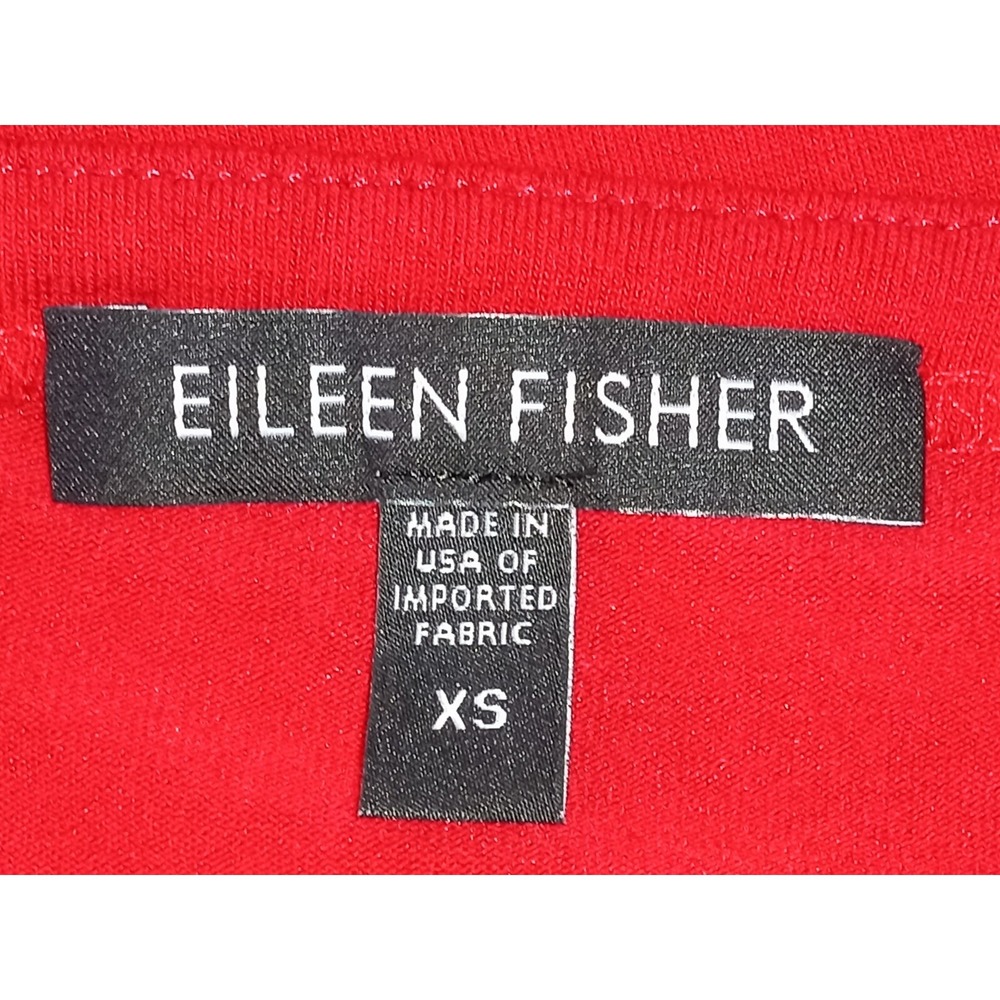 EILEEN FISHER
MADE IN
USA OF
IMPORTED
FABRIC
XS